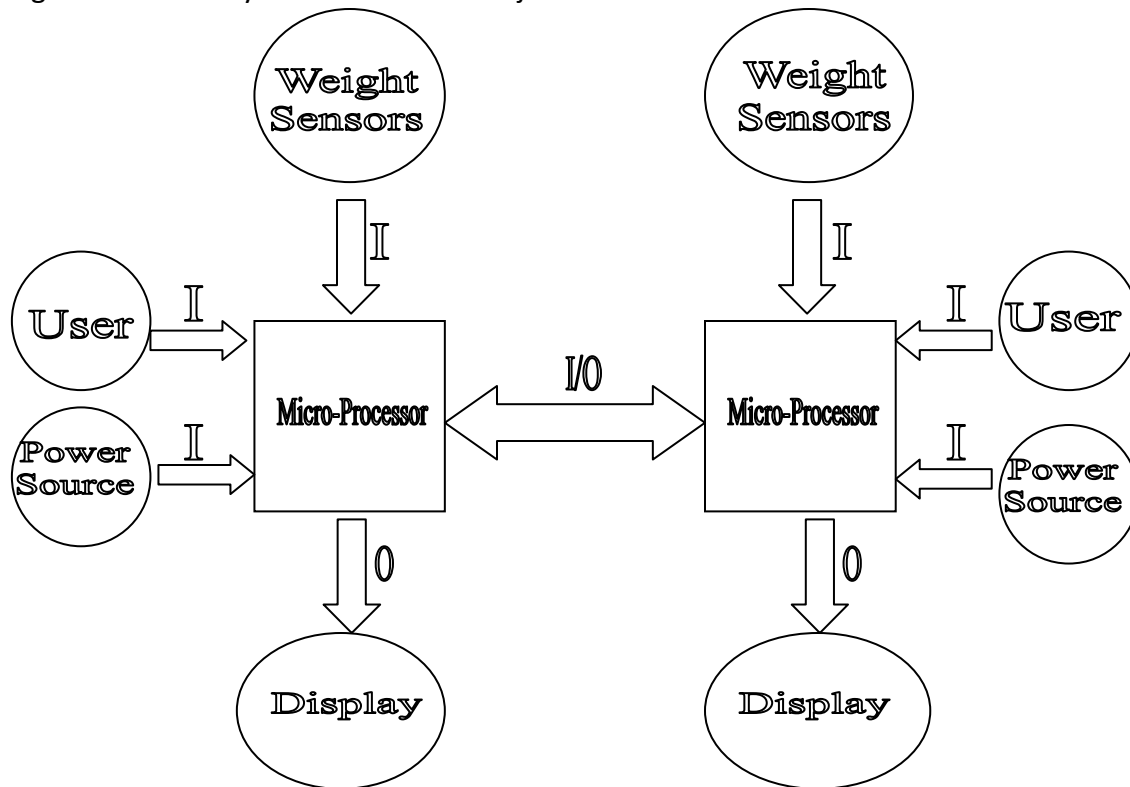 Weight
Sensors
Weight
Sensors
I
I
User
I
I
User
I/O
Micro-Processor
Micro-Processor
Power
Source
I
I
Power
Source
O
O
Display
Display